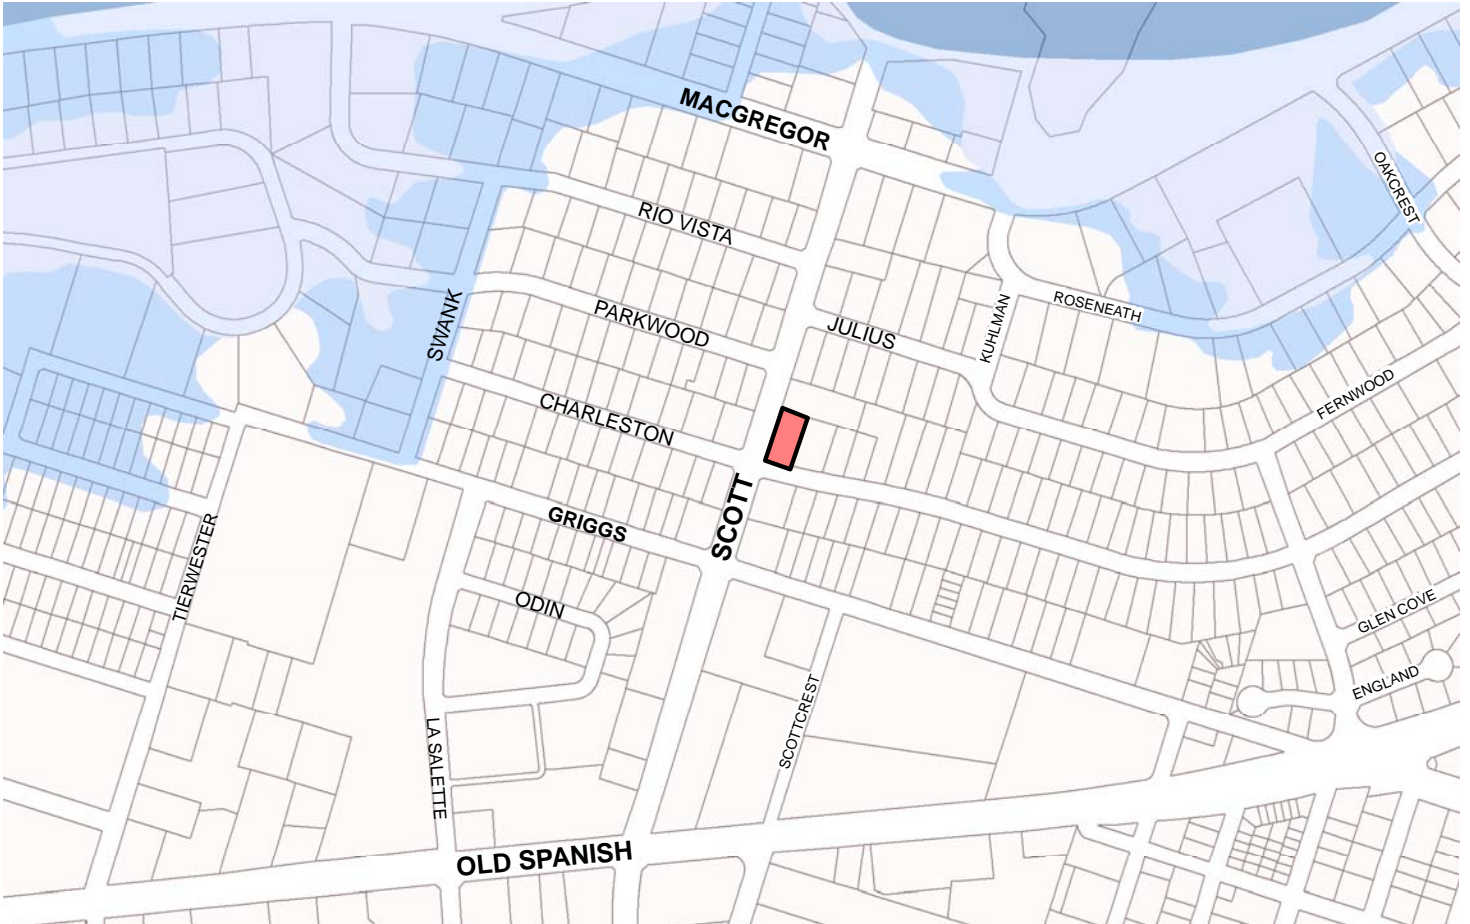 MACGREGOR
OAKCREST
RIO VISTA
ROSENEATH
SWANK
PARKWOOD
KUHLMAN
JULIUS
FERNWOOD
CHARLESTON
SCOTT
GRIGGS
TIERWESTER
ODIN
GLEN COVE
ENGLAND
SCOTTCREST
LA SALETTE
OLD SPANISH